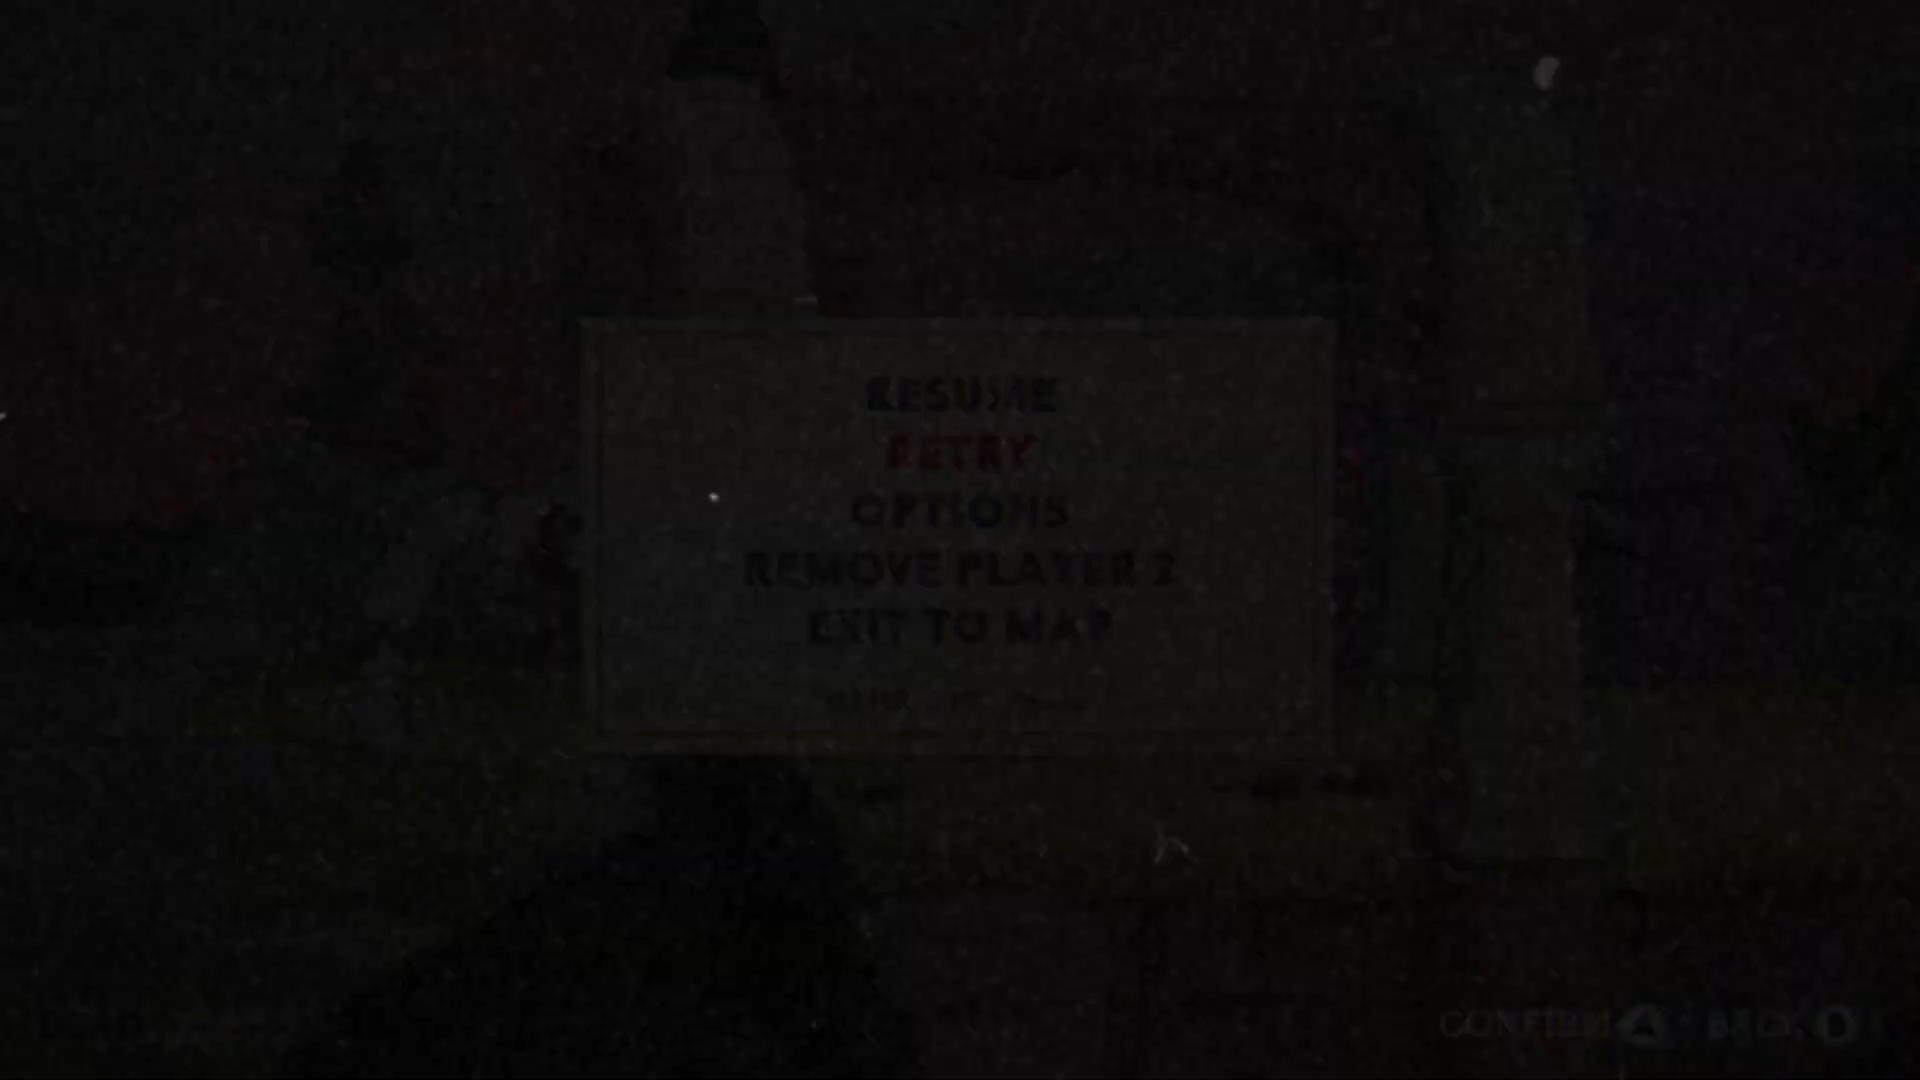 RESUME
RETRY
OPTIONS
REMOVE PLAYER 2
EXIT TO MAP
CONFIRM BACK